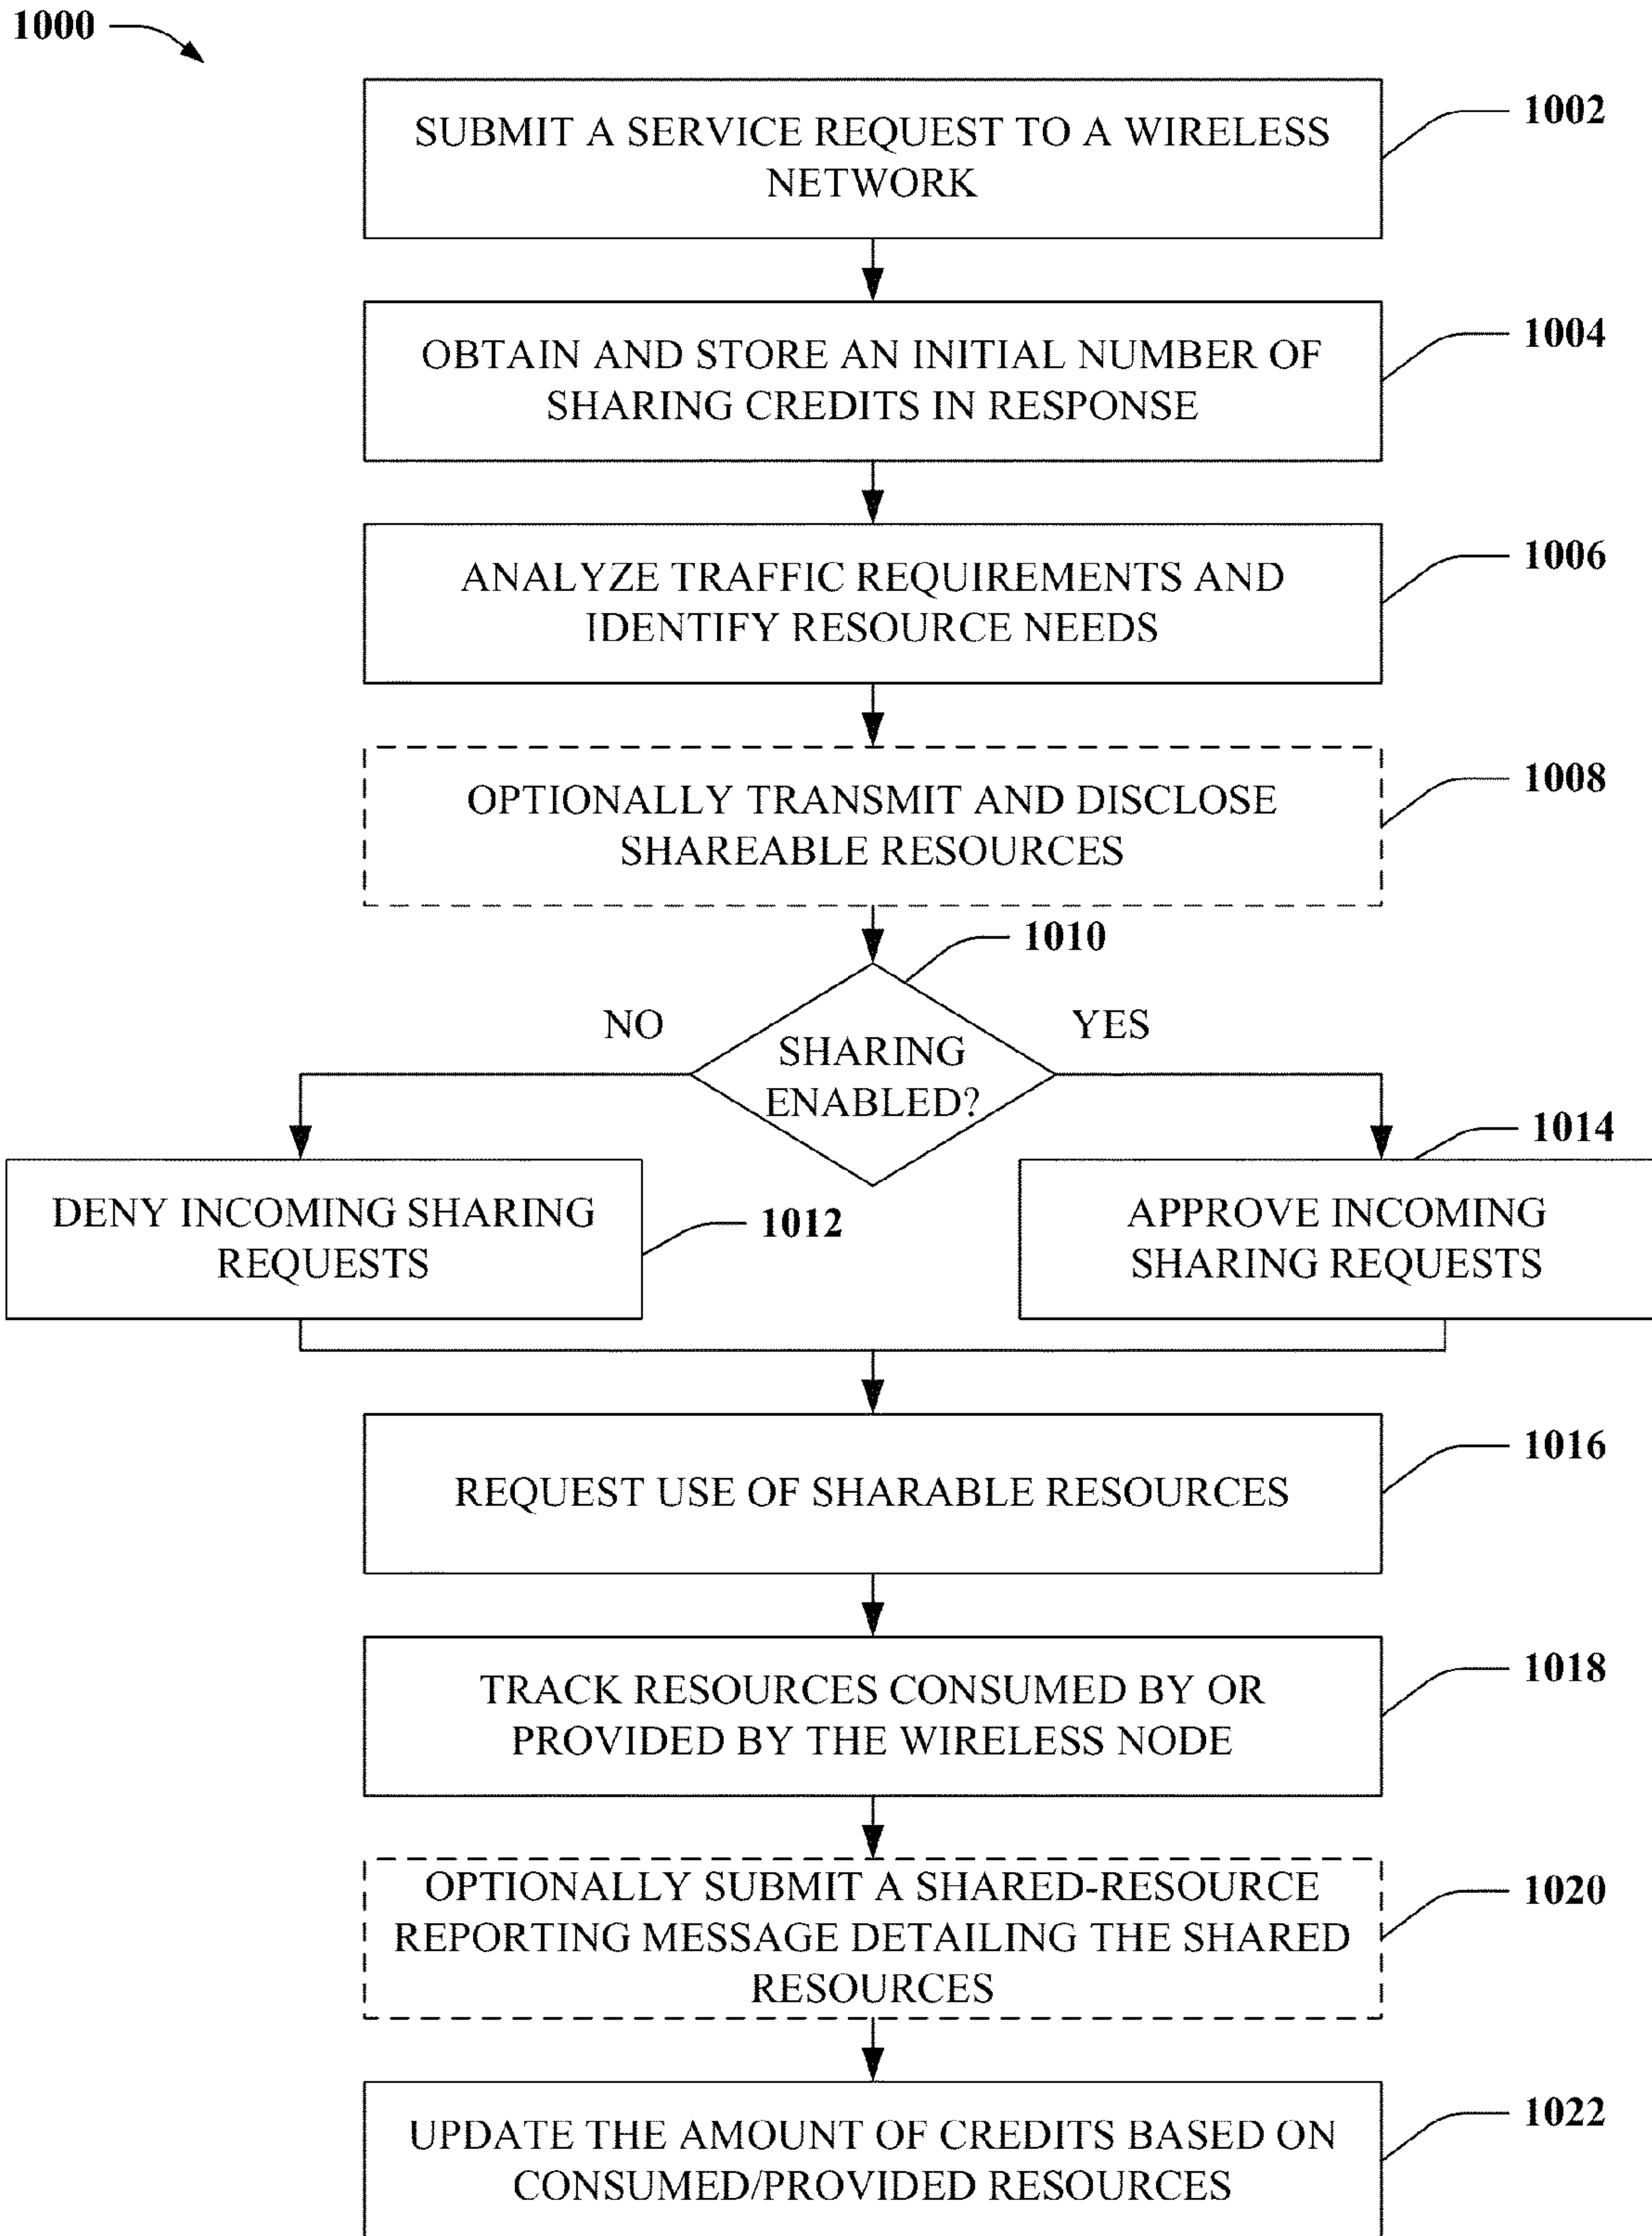 1000
SUBMIT A SERVICE REQUEST TO A WIRELESS
NETWORK
1002
OBTAIN AND STORE AN INITIAL NUMBER OF
SHARING CREDITS IN RESPONSE
1004
ANALYZE TRAFFIC REQUIREMENTS AND
IDENTIFY RESOURCE NEEDS
1006
OPTIONALLY TRANSMIT AND DISCLOSE
SHAREABLE RESOURCES
1008
1010
NO
YES
SHARING
ENABLED?
DENY INCOMING SHARING
REQUESTS
1012
1014
APPROVE INCOMING
SHARING REQUESTS
REQUEST USE OF SHARABLE RESOURCES
1016
TRACK RESOURCES CONSUMED BY OR
PROVIDED BY THE WIRELESS NODE
1018
OPTIONALLY SUBMIT A SHARED-RESOURCE
REPORTING MESSAGE DETAILING THE SHARED
RESOURCES
1020
UPDATE THE AMOUNT OF CREDITS BASED ON
CONSUMED/PROVIDED RESOURCES
1022